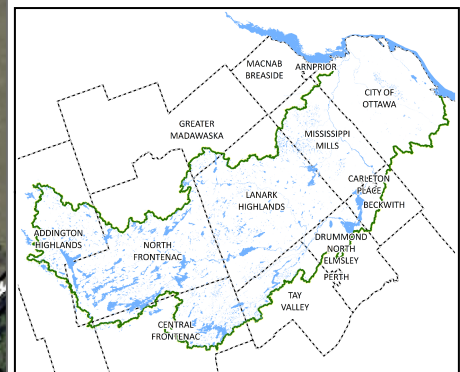 MACNAB
BREASIDE
ARNPRIOR
CITY OF
OTTAWA
GREATER
MADAWASKA
MISSISSIPPI
MILLS
CARLETON
PLACE
BECKWITH
LANARK
HIGHLANDS
ADDINGTON
HIGHLANDS
NORTH
FRONTENAC
DRUMMOND
NORTH
ELMSLEY
PERTH
TAY
VALLEY
CENTRAL
FRONTENAC